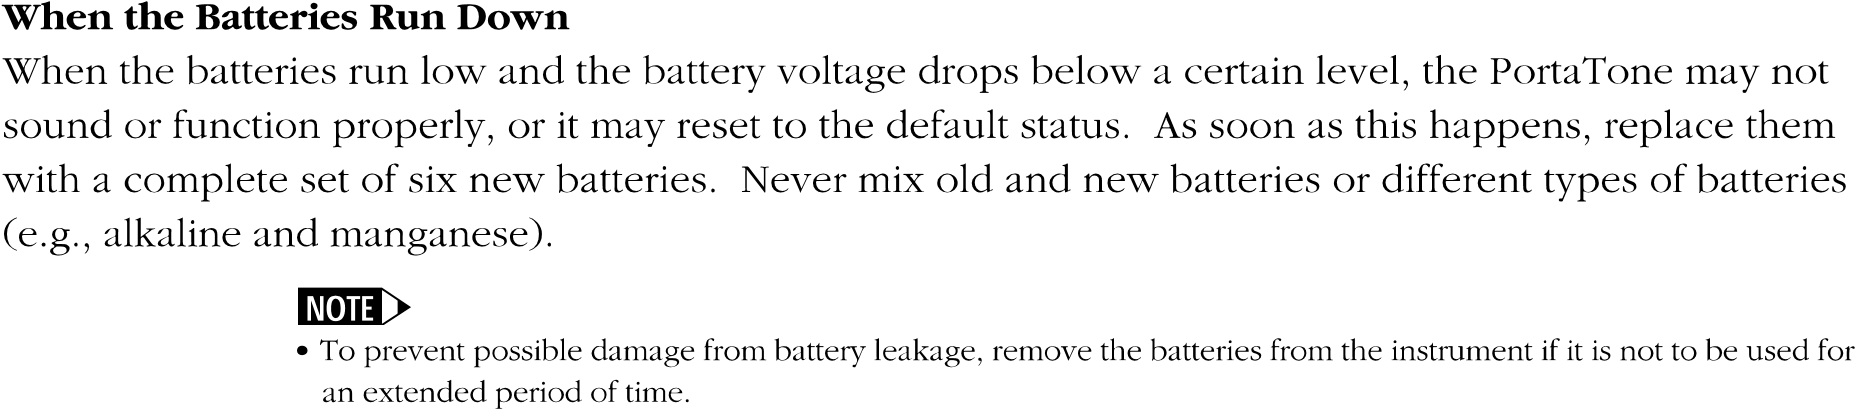 When the Batteries Run Down
When the batteries run low and the battery voltage drops below a certain level, the PortaTone may not
sound or function properly, or it may reset to the default status.  As soon as this happens, replace them
with a complete set of six new batteries.  Never mix old and new batteries or different types of batteries
(e.g., alkaline and manganese).
NOTE
• To prevent possible damage from battery leakage, remove the batteries from the instrument if it is not to be used for
an extended period of time.